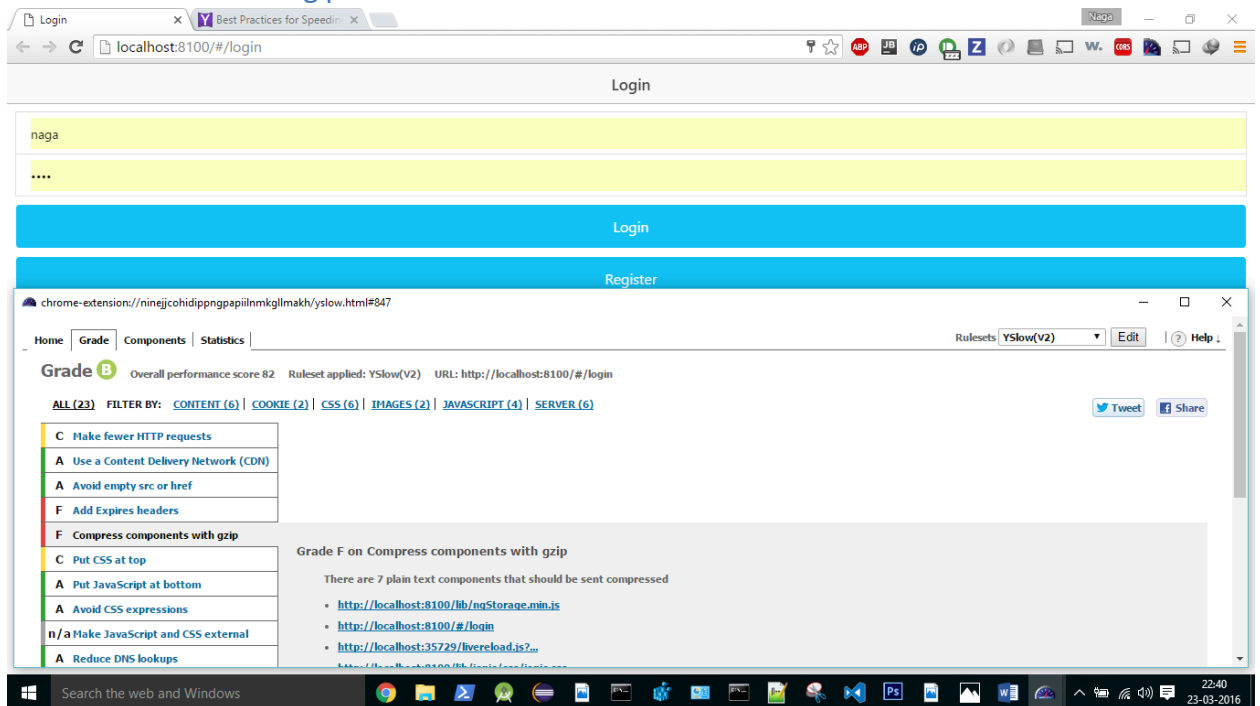 Login
Best Practices for Speedin
Naga
localhost:8100/#/login
Login
naga
••••
Login
Register
chrome-extension://ninejjcohidippngpapiilnmkgllmakh/yslow.html#847
Home Grade Components Statistics Rulesets YSlow(V2) Edit ? Help ↓
Grade B Overall performance score 82 Ruleset applied: YSlow(V2) URL: http://localhost:8100/#/login
ALL (23) FILTER BY: CONTENT (6) | COOKIE (2) | CSS (6) | IMAGES (2) | JAVASCRIPT (4) | SERVER (6)
Tweet Share
C Make fewer HTTP requests
A Use a Content Delivery Network (CDN)
A Avoid empty src or href
F Add Expires headers
F Compress components with gzip
C Put CSS at top
A Put JavaScript at bottom
A Avoid CSS expressions
n/a Make JavaScript and CSS external
A Reduce DNS lookups
Grade F on Compress components with gzip
There are 7 plain text components that should be sent compressed
• http://localhost:8100/lib/ngStorage.min.js
• http://localhost:8100/#/login
• http://localhost:35729/livereload.js?...
Search the web and Windows
22:40
23-03-2016